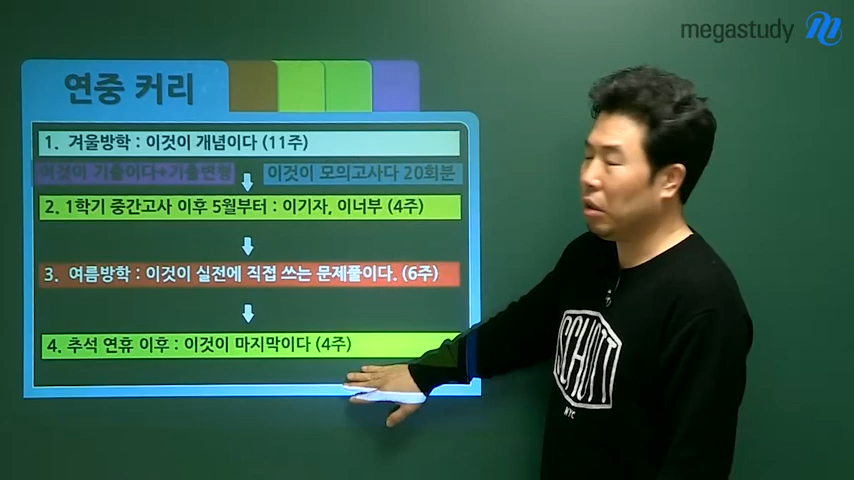 megastudy
연중 커리
1. 겨울방학 : 이것이 개념이다 (11주)
이것이 기출이다+기출변형 이것이 모의고사다 20회분
2. 1학기 중간고사 이후 5월부터 : 이기자, 이너부 (4주)
3. 여름방학 : 이것이 실전에 직접 쓰는 문제풀이다. (6주)
4. 추석 연휴 이후 : 이것이 마지막이다 (4주)
SCHOTT
NYC